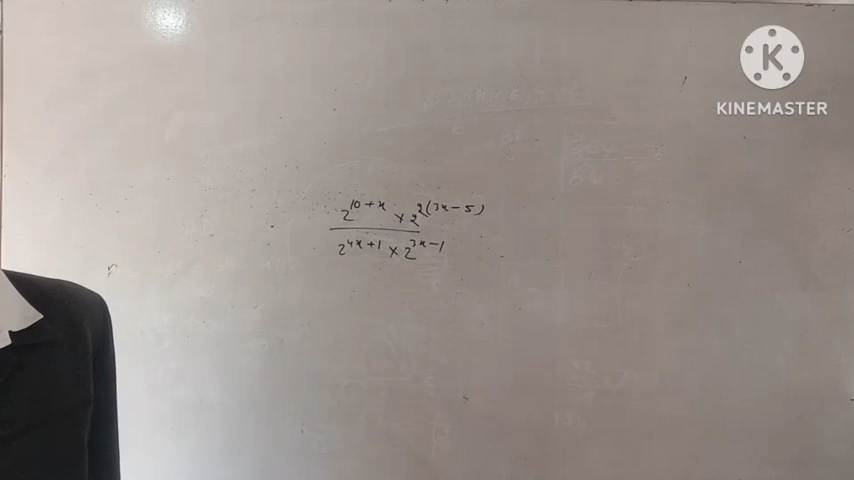 KINEMASTER
2^{10+x} × 2^{2(3x-5)}
2^{4x+1} × 2^{3x-1}